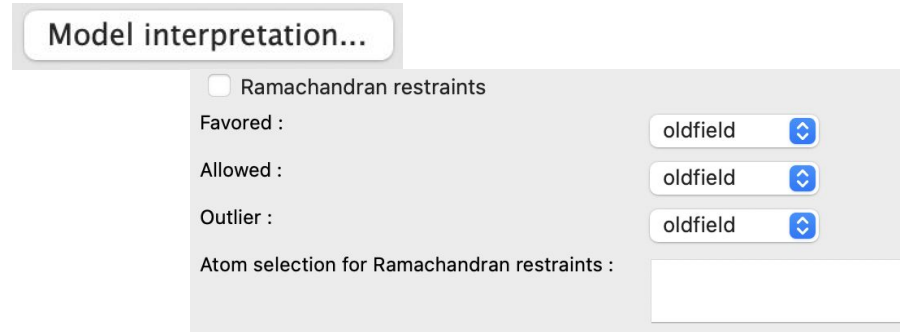 Model interpretation...
Ramachandran restraints
Favored : oldfield
Allowed : oldfield
Outlier : oldfield
Atom selection for Ramachandran restraints :